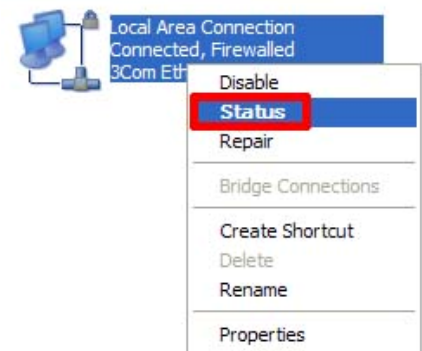 Local Area Connection
Connected, Firewalled
3Com Eth
Disable
Status
Repair
Bridge Connections
Create Shortcut
Delete
Rename
Properties